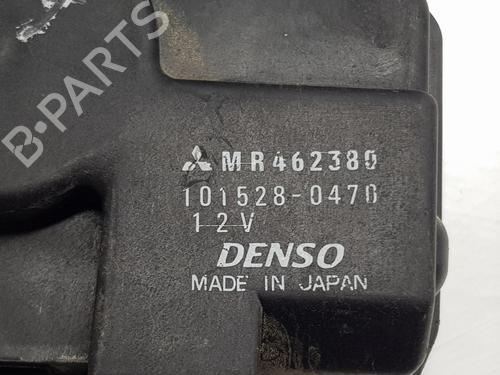 B-PARTS
MR462380
101528-0470
12V
DENSO
MADE IN JAPAN